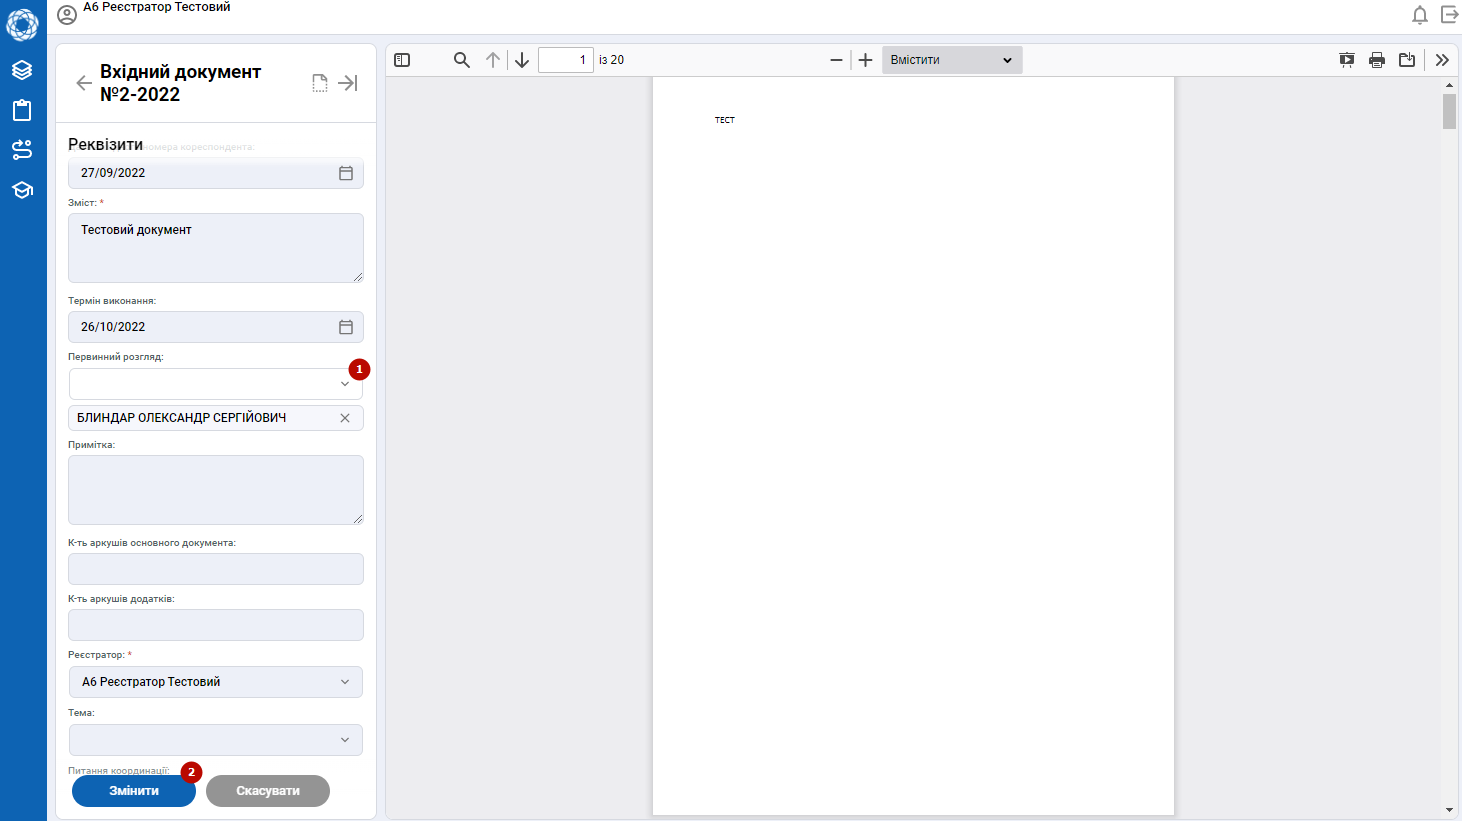 А6 Реєстратор Тестовий
Вхідний документ
№2-2022
Реквізити
номера кореспондента:
27/09/2022
Зміст: *
Тестовий документ
Термін виконання:
26/10/2022
Первинний розгляд:
1
БЛИНДАР ОЛЕКСАНДР СЕРГІЙОВИЧ
Примітка:
К-ть аркушів основного документа:
К-ть аркушів додатків:
Реєстратор: *
А6 Реєстратор Тестовий
Тема:
Питання координації:
2
Змінити
Скасувати
1
із 20
Вмістити
ТЕСТ